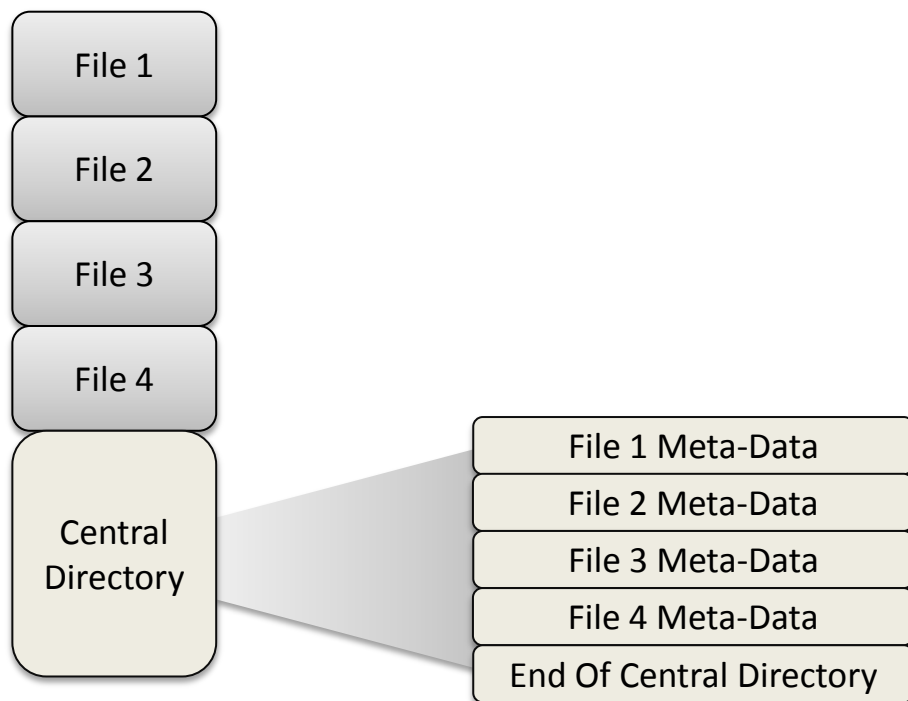 File 1
File 2
File 3
File 4
Central
Directory
File 1 Meta-Data
File 2 Meta-Data
File 3 Meta-Data
File 4 Meta-Data
End Of Central Directory